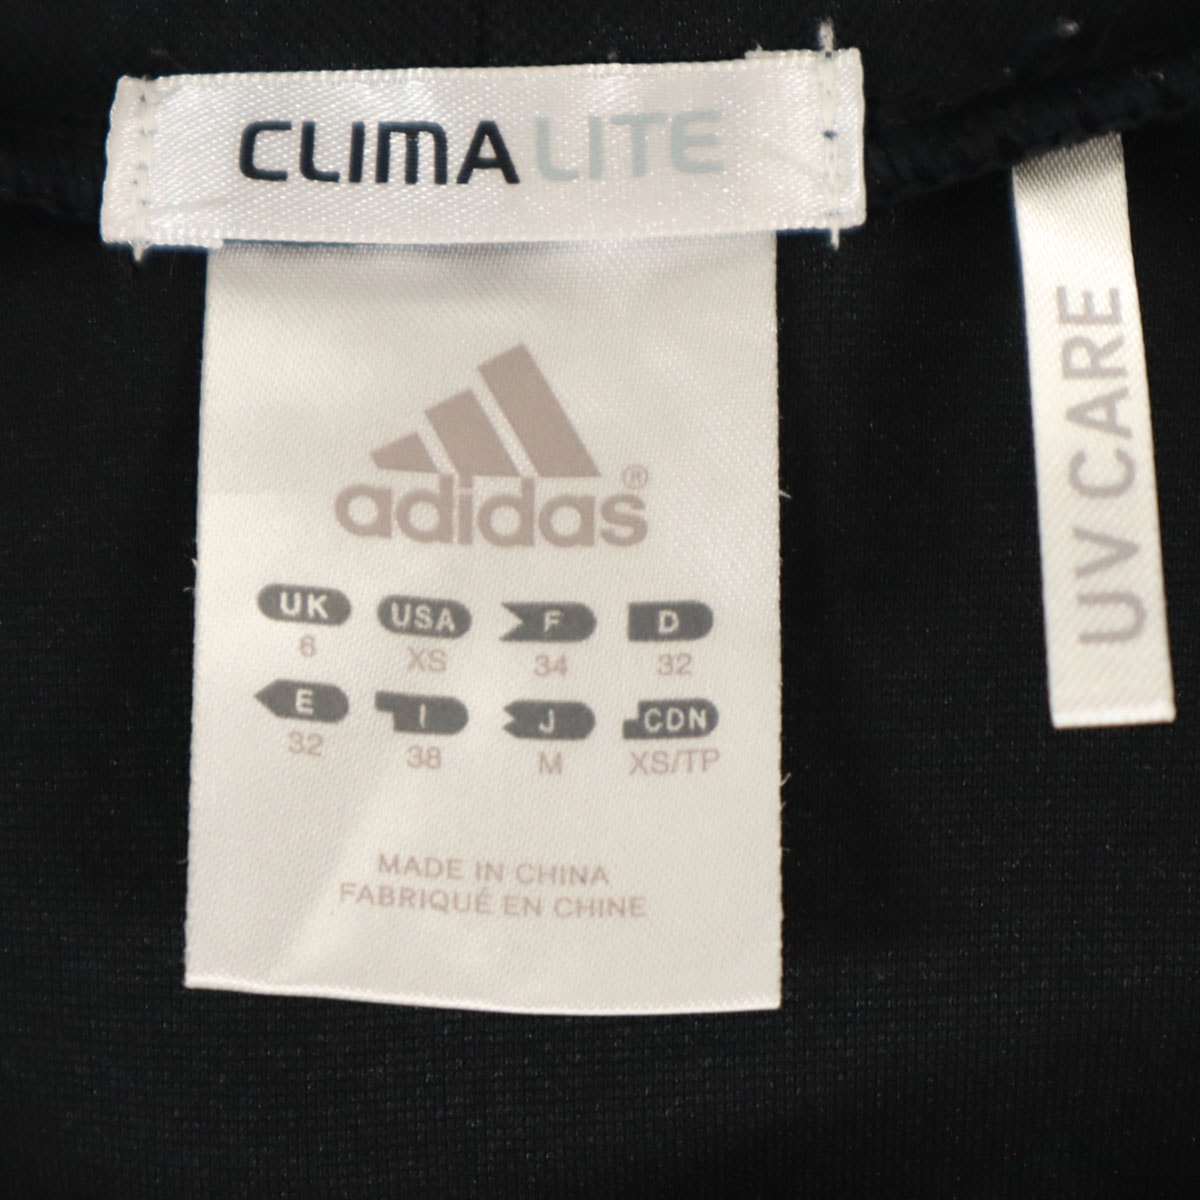 CLIMALITE
adidas®
UK USA F D
6 XS 34 32
E I J CDN
32 38 M XS/TP
MADE IN CHINA
FABRIQUÉ EN CHINE
UV CARE